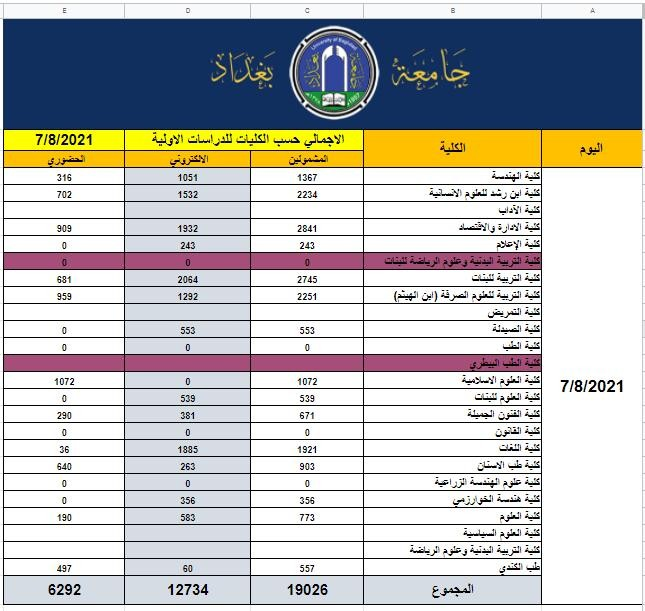 E D C B A
جامعة بغداد
University of Baghdad
اليوم الكلية الاجمالي حسب الكليات للدراسات الاولية 7/8/2021
المشمولين الالكتروني الحضوري
كلية الهندسة 1367 1051 316
كلية ابن رشد للعلوم الانسانية 2234 1532 702
كلية الآداب
كلية الادارة والاقتصاد 2841 1932 909
كلية الإعلام 243 243 0
كلية التربية البدنية وعلوم الرياضة للبنات 0 0 0
كلية التربية للبنات 2745 2064 681
كلية التربية للعلوم الصرفة (ابن الهيثم) 2251 1292 959
كلية التمريض
كلية الصيدلة 553 553 0
كلية الطب 0 0 0
كلية الطب البيطري
7/8/2021
كلية العلوم الاسلامية 1072 0 1072
كلية العلوم للبنات 539 539 0
كلية الفنون الجميلة 671 381 290
كلية القانون 0 0 0
كلية اللغات 1921 1885 36
كلية طب الاسنان 903 263 640
كلية علوم الهندسة الزراعية 0 0 0
كلية هندسة الخوارزمي 356 356 0
كلية العلوم 773 583 190
كلية العلوم السياسية
كلية التربية البدنية وعلوم الرياضة
طب الكندي 557 60 497
المجموع 19026 12734 6292